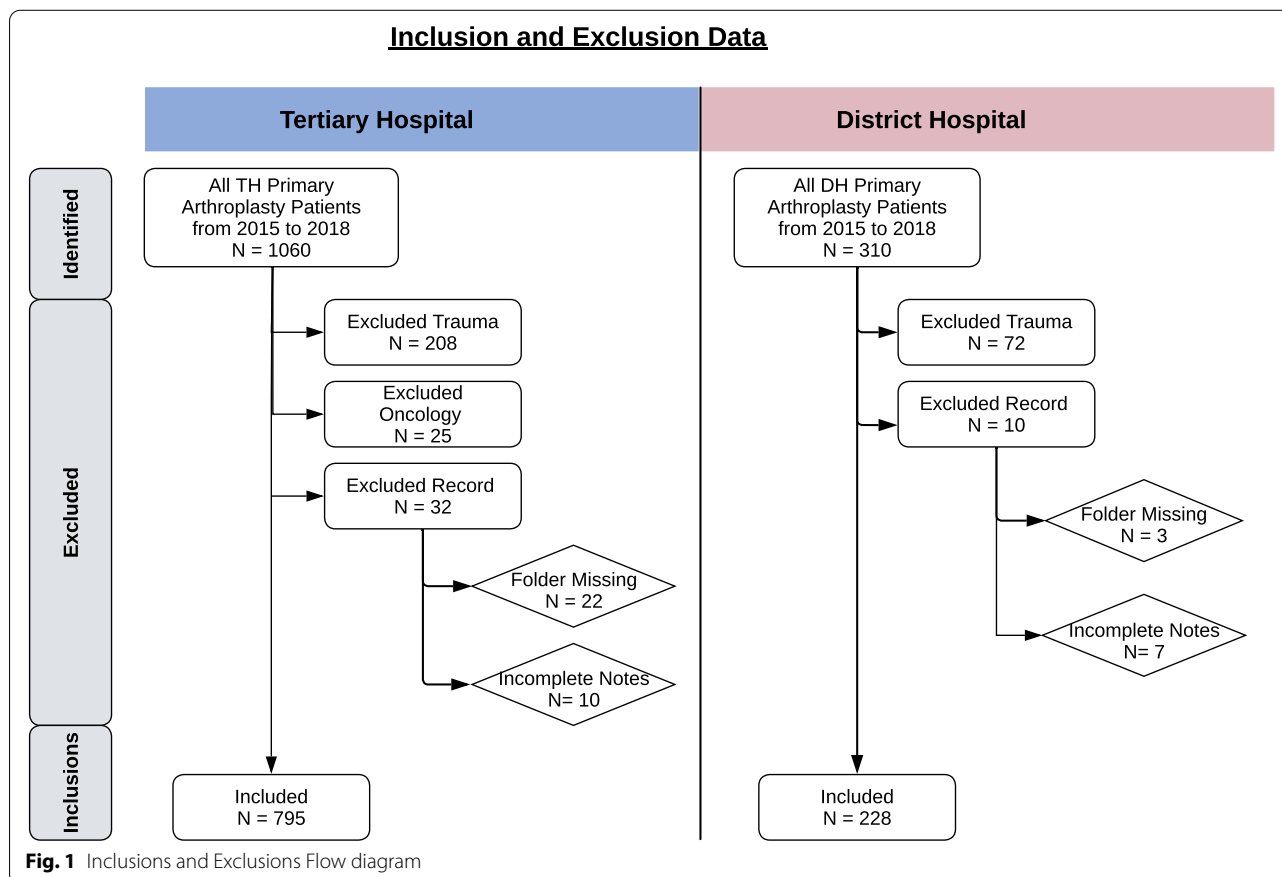 Inclusion and Exclusion Data
Tertiary Hospital
District Hospital
Identified
All TH Primary
Arthroplasty Patients
from 2015 to 2018
N = 1060
All DH Primary
Arthroplasty Patients
from 2015 to 2018
N = 310
Excluded
Excluded Trauma
N = 208
Excluded
Oncology
N = 25
Excluded Record
N = 32
Folder Missing
N = 22
Incomplete Notes
N= 10
Excluded Trauma
N = 72
Excluded Record
N = 10
Folder Missing
N = 3
Incomplete Notes
N= 7
Inclusions
Included
N = 795
Included
N = 228
Fig. 1 Inclusions and Exclusions Flow diagram